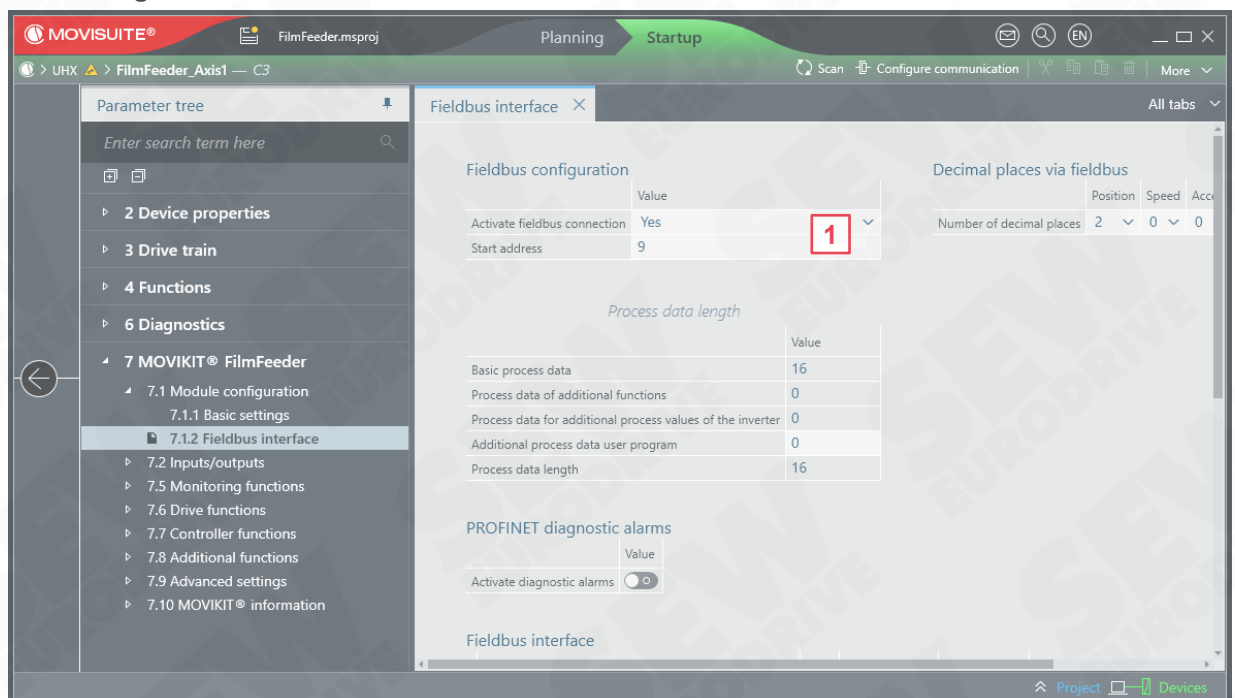 MOVISUITE®
FilmFeeder.msproj
Planning
Startup
EN
UHX > FilmFeeder_Axis1 — C3
Scan
Configure communication
More
Parameter tree
Fieldbus interface
All tabs
Enter search term here
2 Device properties
3 Drive train
4 Functions
6 Diagnostics
7 MOVIKIT® FilmFeeder
7.1 Module configuration
7.1.1 Basic settings
7.1.2 Fieldbus interface
7.2 Inputs/outputs
7.5 Monitoring functions
7.6 Drive functions
7.7 Controller functions
7.8 Additional functions
7.9 Advanced settings
7.10 MOVIKIT® information
Fieldbus configuration
Value
Activate fieldbus connection Yes
Start address 9
1
Decimal places via fieldbus
Position Speed Acc
Number of decimal places 2 0 0
Process data length
Value
Basic process data 16
Process data of additional functions 0
Process data for additional process values of the inverter 0
Additional process data user program 0
Process data length 16
PROFINET diagnostic alarms
Value
Activate diagnostic alarms
Fieldbus interface
Project
Devices
SEW
EURODRIVE